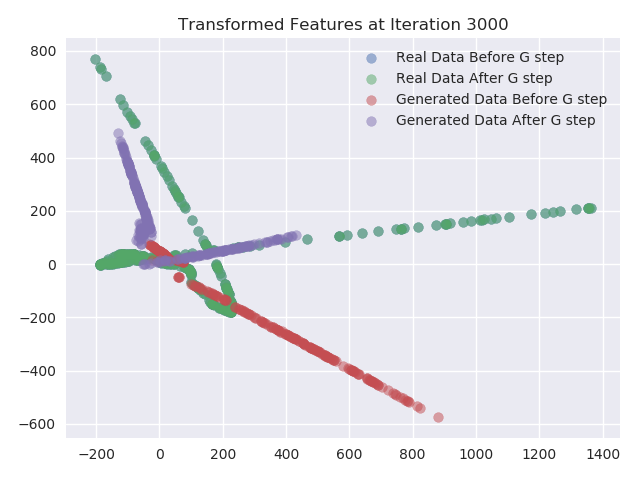 Transformed Features at Iteration 3000
Real Data Before G step
Real Data After G step
Generated Data Before G step
Generated Data After G step
800
600
400
200
0
−200
−400
−600
−200 0 200 400 600 800 1000 1200 1400